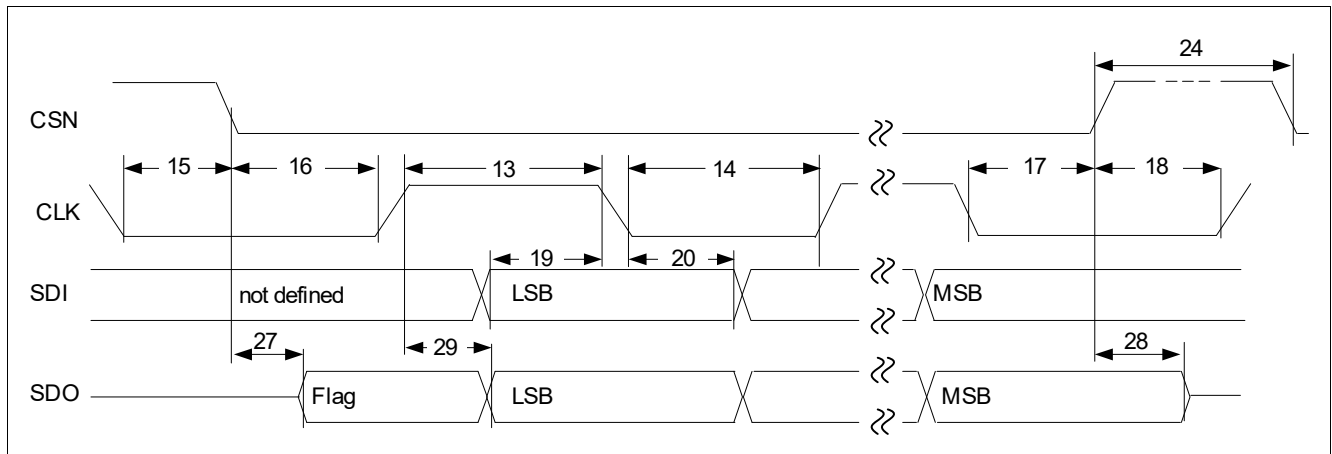 24
CSN
15 16 13 14 17 18
CLK
19 20
SDI not defined LSB MSB
27 29 28
SDO Flag LSB MSB